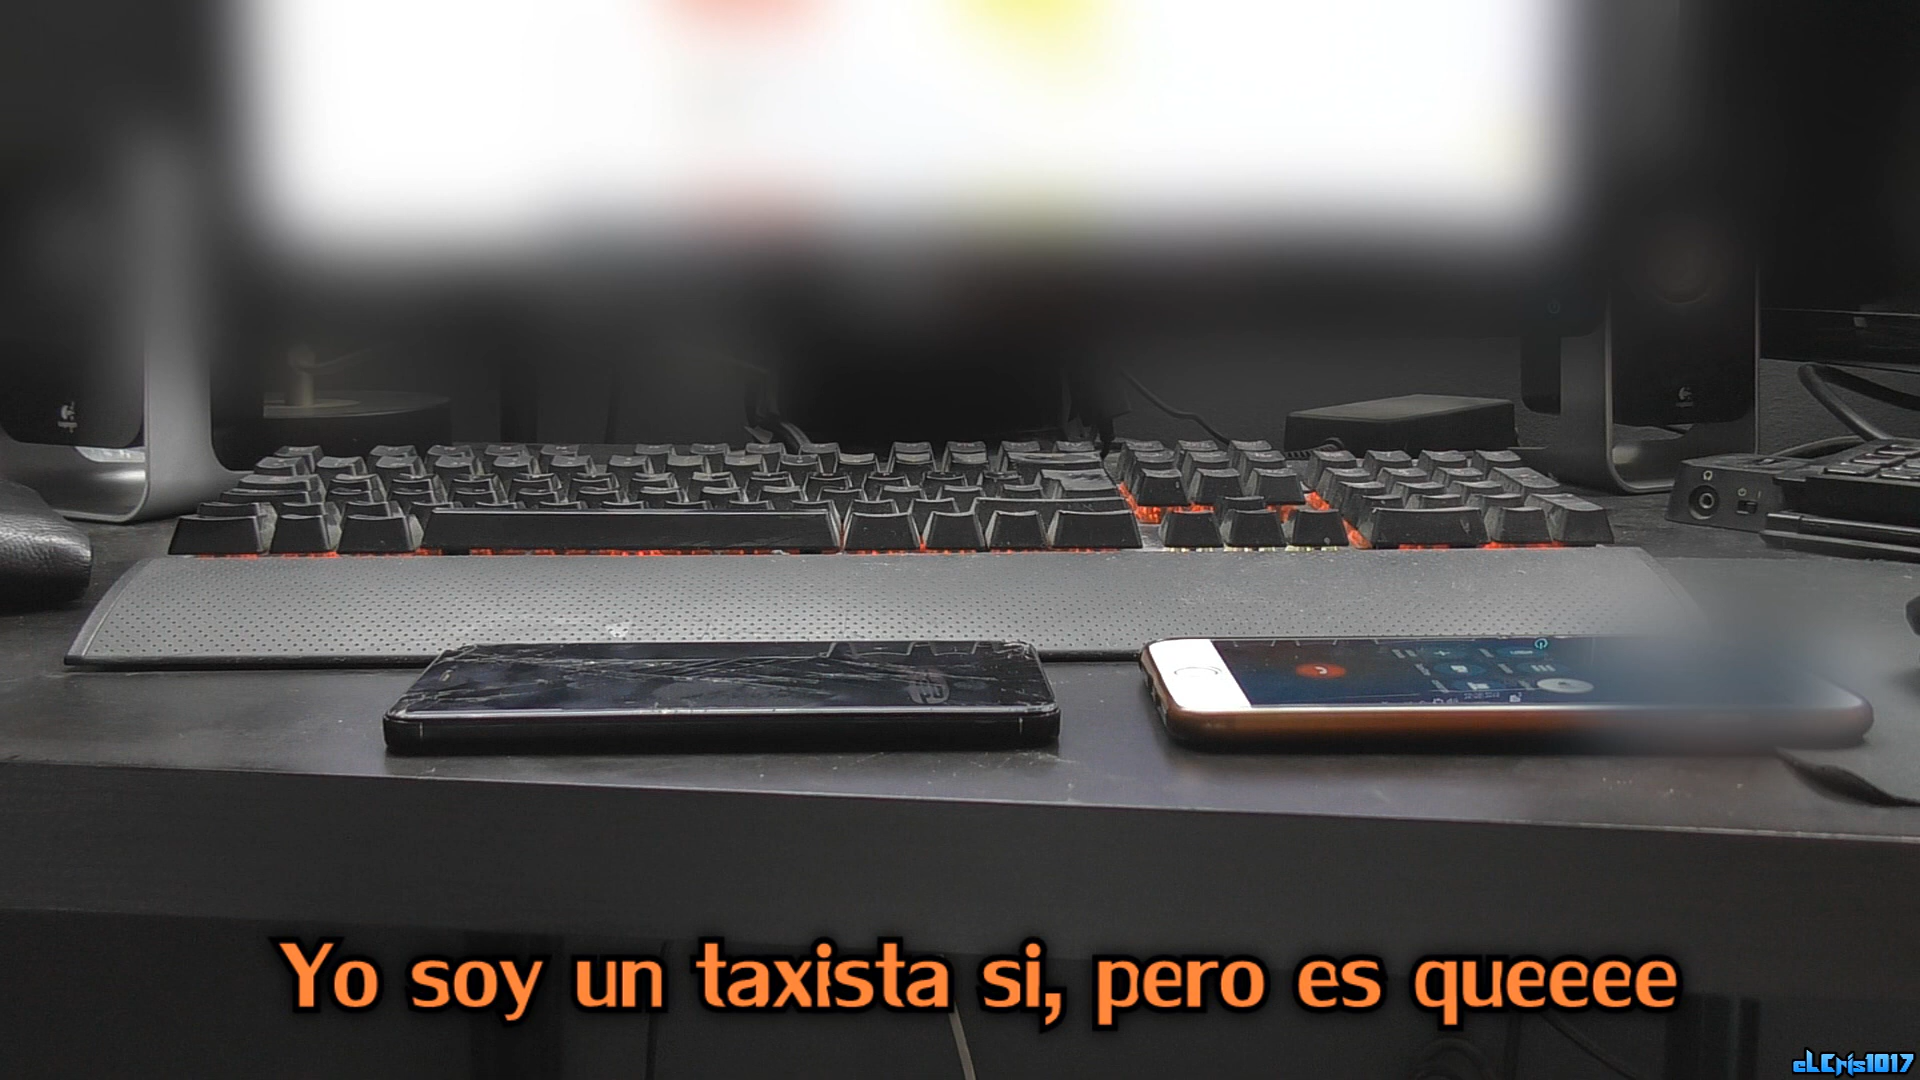 Yo soy un taxista si, pero es queeee
eLCris1017